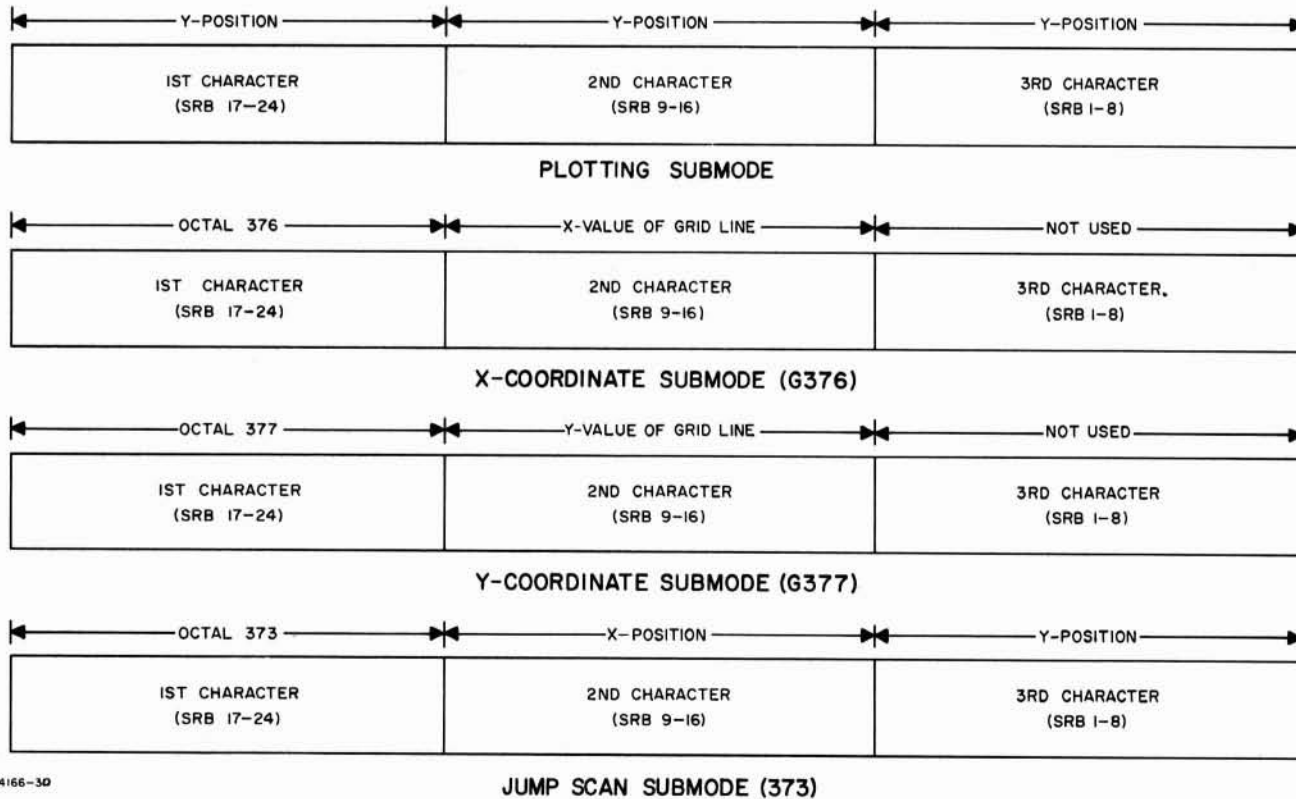 Y-POSITION Y-POSITION Y-POSITION
1ST CHARACTER 2ND CHARACTER 3RD CHARACTER
(SRB 17-24) (SRB 9-16) (SRB 1-8)
PLOTTING SUBMODE
OCTAL 376 X-VALUE OF GRID LINE NOT USED
1ST CHARACTER 2ND CHARACTER 3RD CHARACTER.
(SRB 17-24) (SRB 9-16) (SRB 1-8)
X-COORDINATE SUBMODE (G376)
OCTAL 377 Y-VALUE OF GRID LINE NOT USED
1ST CHARACTER 2ND CHARACTER 3RD CHARACTER
(SRB 17-24) (SRB 9-16) (SRB 1-8)
Y-COORDINATE SUBMODE (G377)
OCTAL 373 X-POSITION Y-POSITION
1ST CHARACTER 2ND CHARACTER 3RD CHARACTER
(SRB 17-24) (SRB 9-16) (SRB 1-8)
4166-30
JUMP SCAN SUBMODE (373)